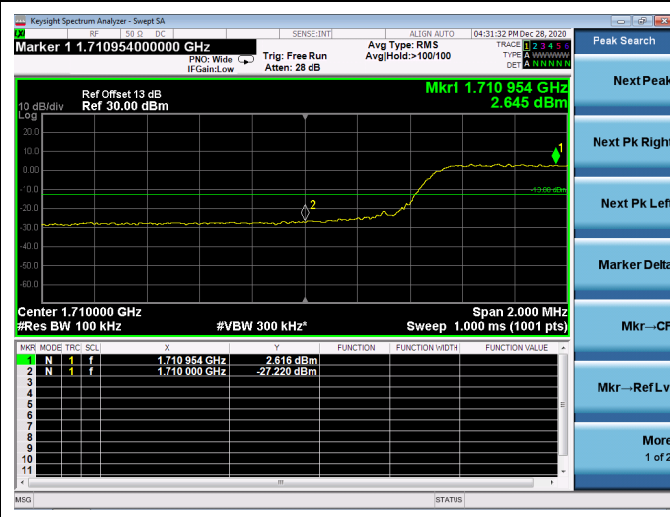 Keysight Spectrum Analyzer - Swept SA
LXI RF 50 Ω DC SENSE:INT ALIGN AUTO 04:31:32 PM Dec 28, 2020
Marker 1 1.710954000000 GHz
PNO: Wide
IFGain:Low
Trig: Free Run
Atten: 28 dB
Avg Type: RMS
Avg|Hold:>100/100
TRACE 1 2 3 4 5 6
TYPE A WWWWW
DET A N N N N N
Peak Search
Ref Offset 13 dB
Ref 30.00 dBm
10 dB/div
Log
Mkr1 1.710 954 GHz
2.645 dBm
20.0
10.0
0.00
-10.0
-20.0
-30.0
-40.0
-50.0
-60.0
1
2
-13.00 dBm
Center 1.710000 GHz
#Res BW 100 kHz
#VBW 300 kHz*
Span 2.000 MHz
Sweep 1.000 ms (1001 pts)
MKR MODE TRC SCL X Y FUNCTION FUNCTION WIDTH FUNCTION VALUE
1 N 1 f 1.710 954 GHz 2.616 dBm
2 N 1 f 1.710 000 GHz -27.220 dBm
3
4
5
6
7
8
9
10
11
MSG STATUS
Next Peak
Next Pk Right
Next Pk Left
Marker Delta
Mkr→CF
Mkr→Ref Lv
More
1 of 2